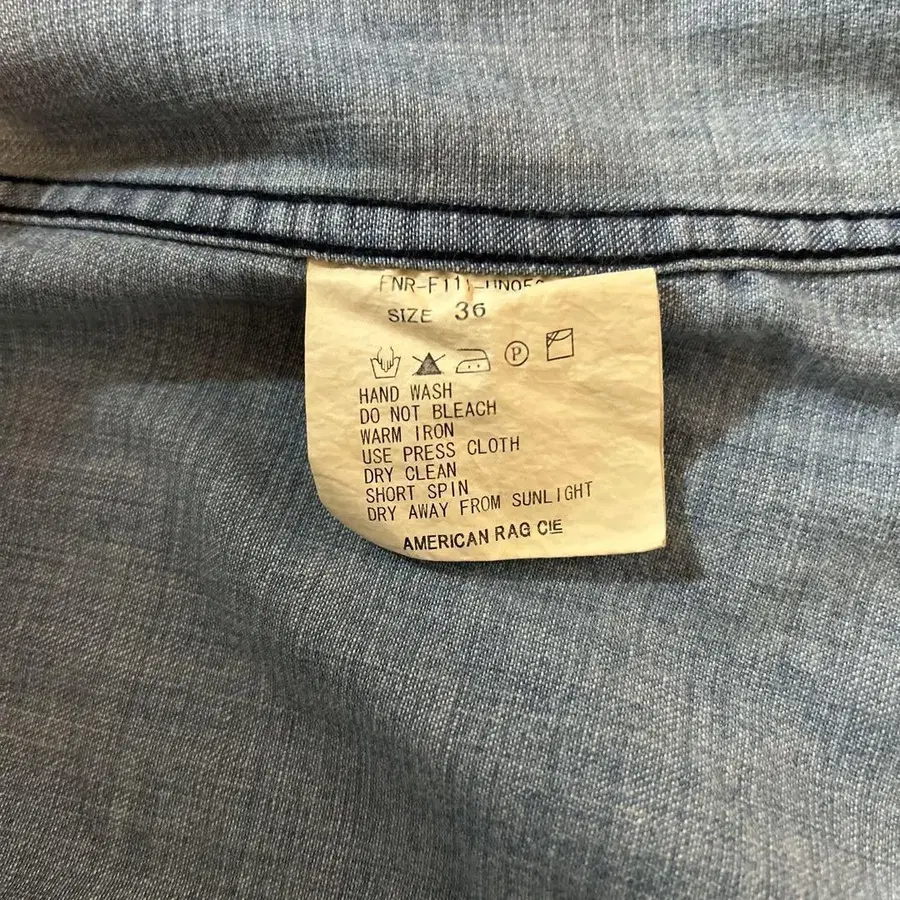 SIZE 36
P
HAND WASH
DO NOT BLEACH
WARM IRON
USE PRESS CLOTH
DRY CLEAN
SHORT SPIN
DRY AWAY FROM SUNLIGHT
AMERICAN RAG CIE